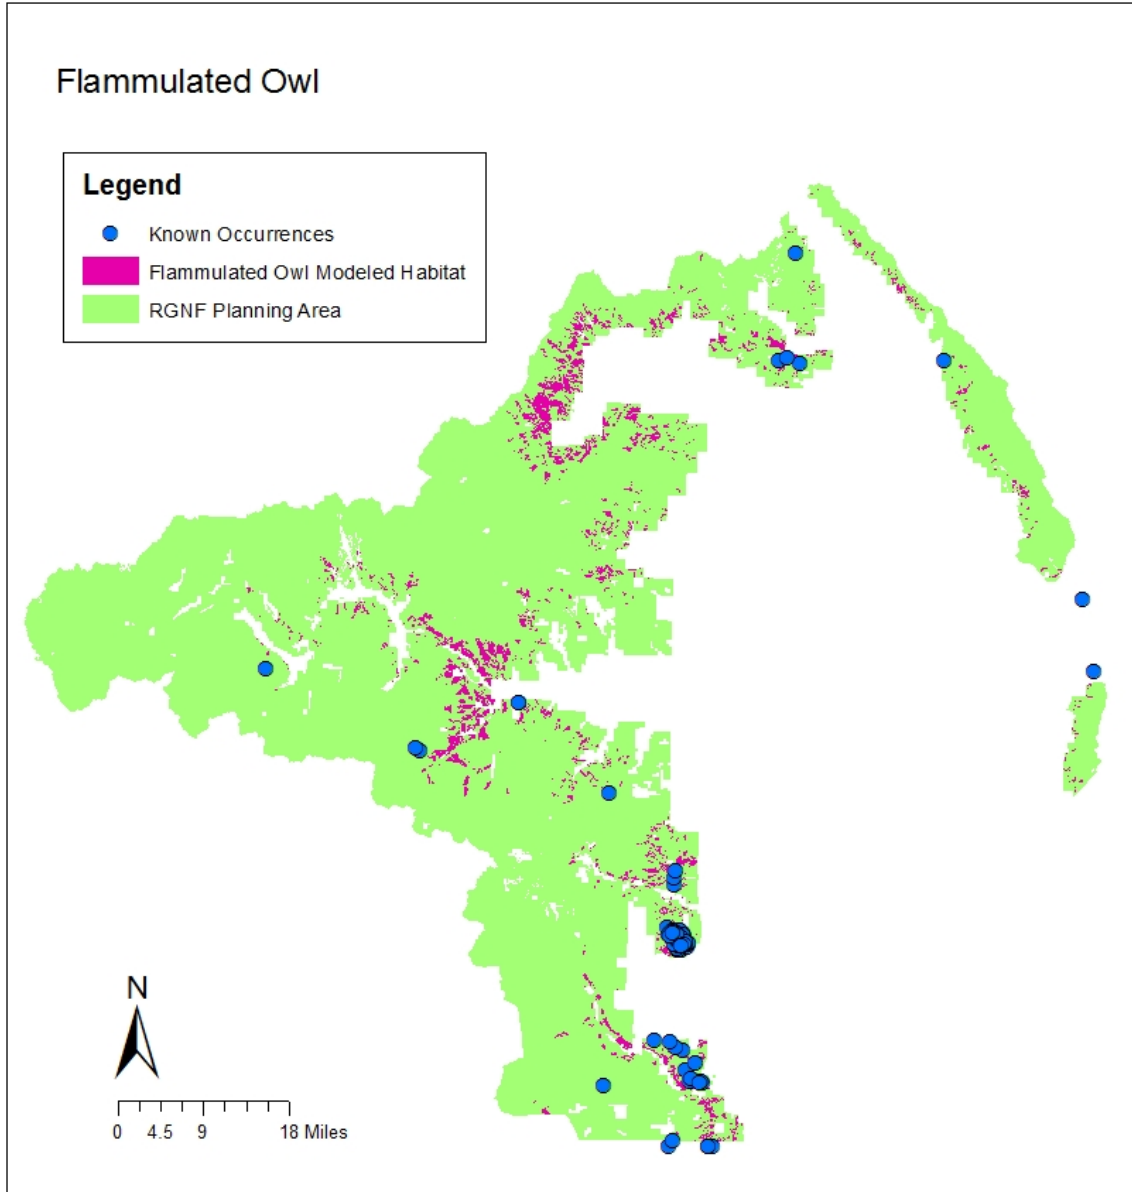 Flammulated Owl
Legend
Known Occurrences
Flammulated Owl Modeled Habitat
RGNF Planning Area
N
0 4.5 9 18 Miles